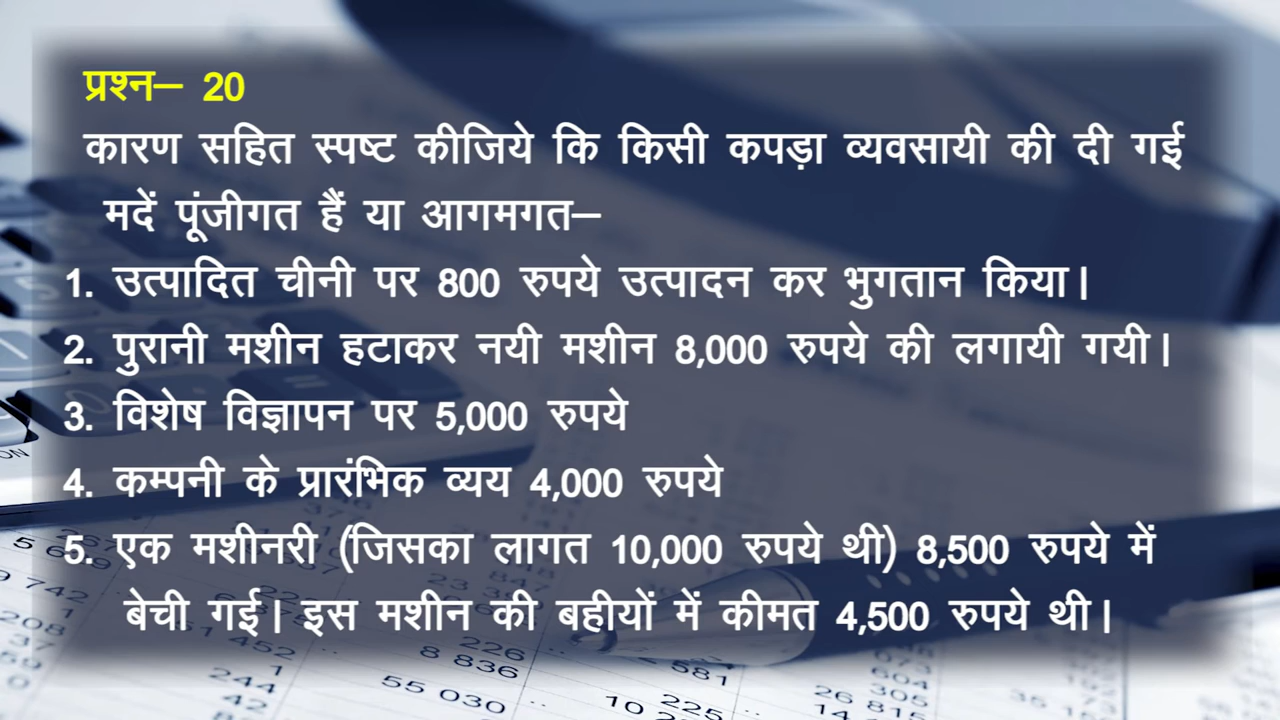 प्रश्न– 20
कारण सहित स्पष्ट कीजिये कि किसी कपड़ा व्यवसायी की दी गई
मदें पूंजीगत हैं या आगमगत–
1. उत्पादित चीनी पर 800 रुपये उत्पादन कर भुगतान किया।
2. पुरानी मशीन हटाकर नयी मशीन 8,000 रुपये की लगायी गयी।
3. विशेष विज्ञापन पर 5,000 रुपये
4. कम्पनी के प्रारंभिक व्यय 4,000 रुपये
5. एक मशीनरी (जिसका लागत 10,000 रुपये थी) 8,500 रुपये में
बेची गई। इस मशीन की बहीयों में कीमत 4,500 रुपये थी।